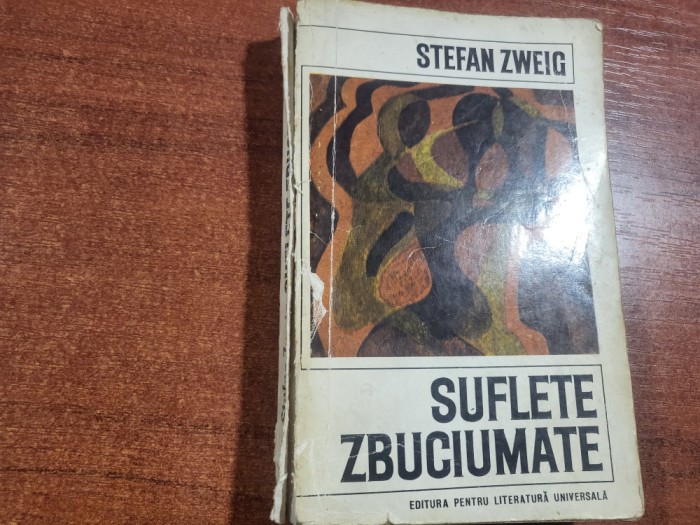 STEFAN ZWEIG
SUFLETE
ZBUCIUMATE
EDITURA PENTRU LITERATURĂ UNIVERSALĂ